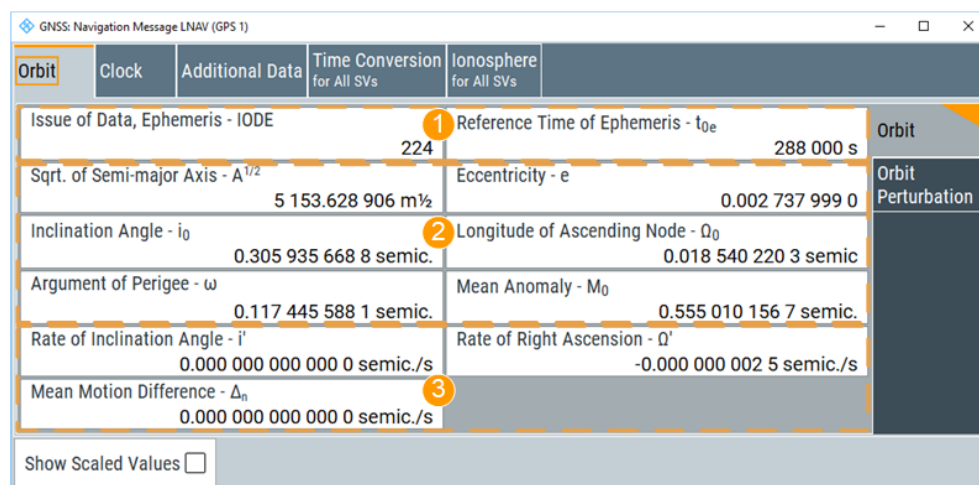 GNSS: Navigation Message LNAV (GPS 1)
Orbit
Clock
Additional Data
Time Conversion
for All SVs
Ionosphere
for All SVs
Issue of Data, Ephemeris - IODE
224
1
Reference Time of Ephemeris - t0e
288 000 s
Orbit
Orbit
Perturbation
Sqrt. of Semi-major Axis - A^1/2
5 153.628 906 m½
Eccentricity - e
0.002 737 999 0
Inclination Angle - i0
0.305 935 668 8 semic.
2
Longitude of Ascending Node - Ω0
0.018 540 220 3 semic
Argument of Perigee - ω
0.117 445 588 1 semic.
Mean Anomaly - M0
0.555 010 156 7 semic.
Rate of Inclination Angle - i'
0.000 000 000 000 0 semic./s
Rate of Right Ascension - Ω'
-0.000 000 002 5 semic./s
Mean Motion Difference - Δn
0.000 000 000 000 0 semic./s
3
Show Scaled Values